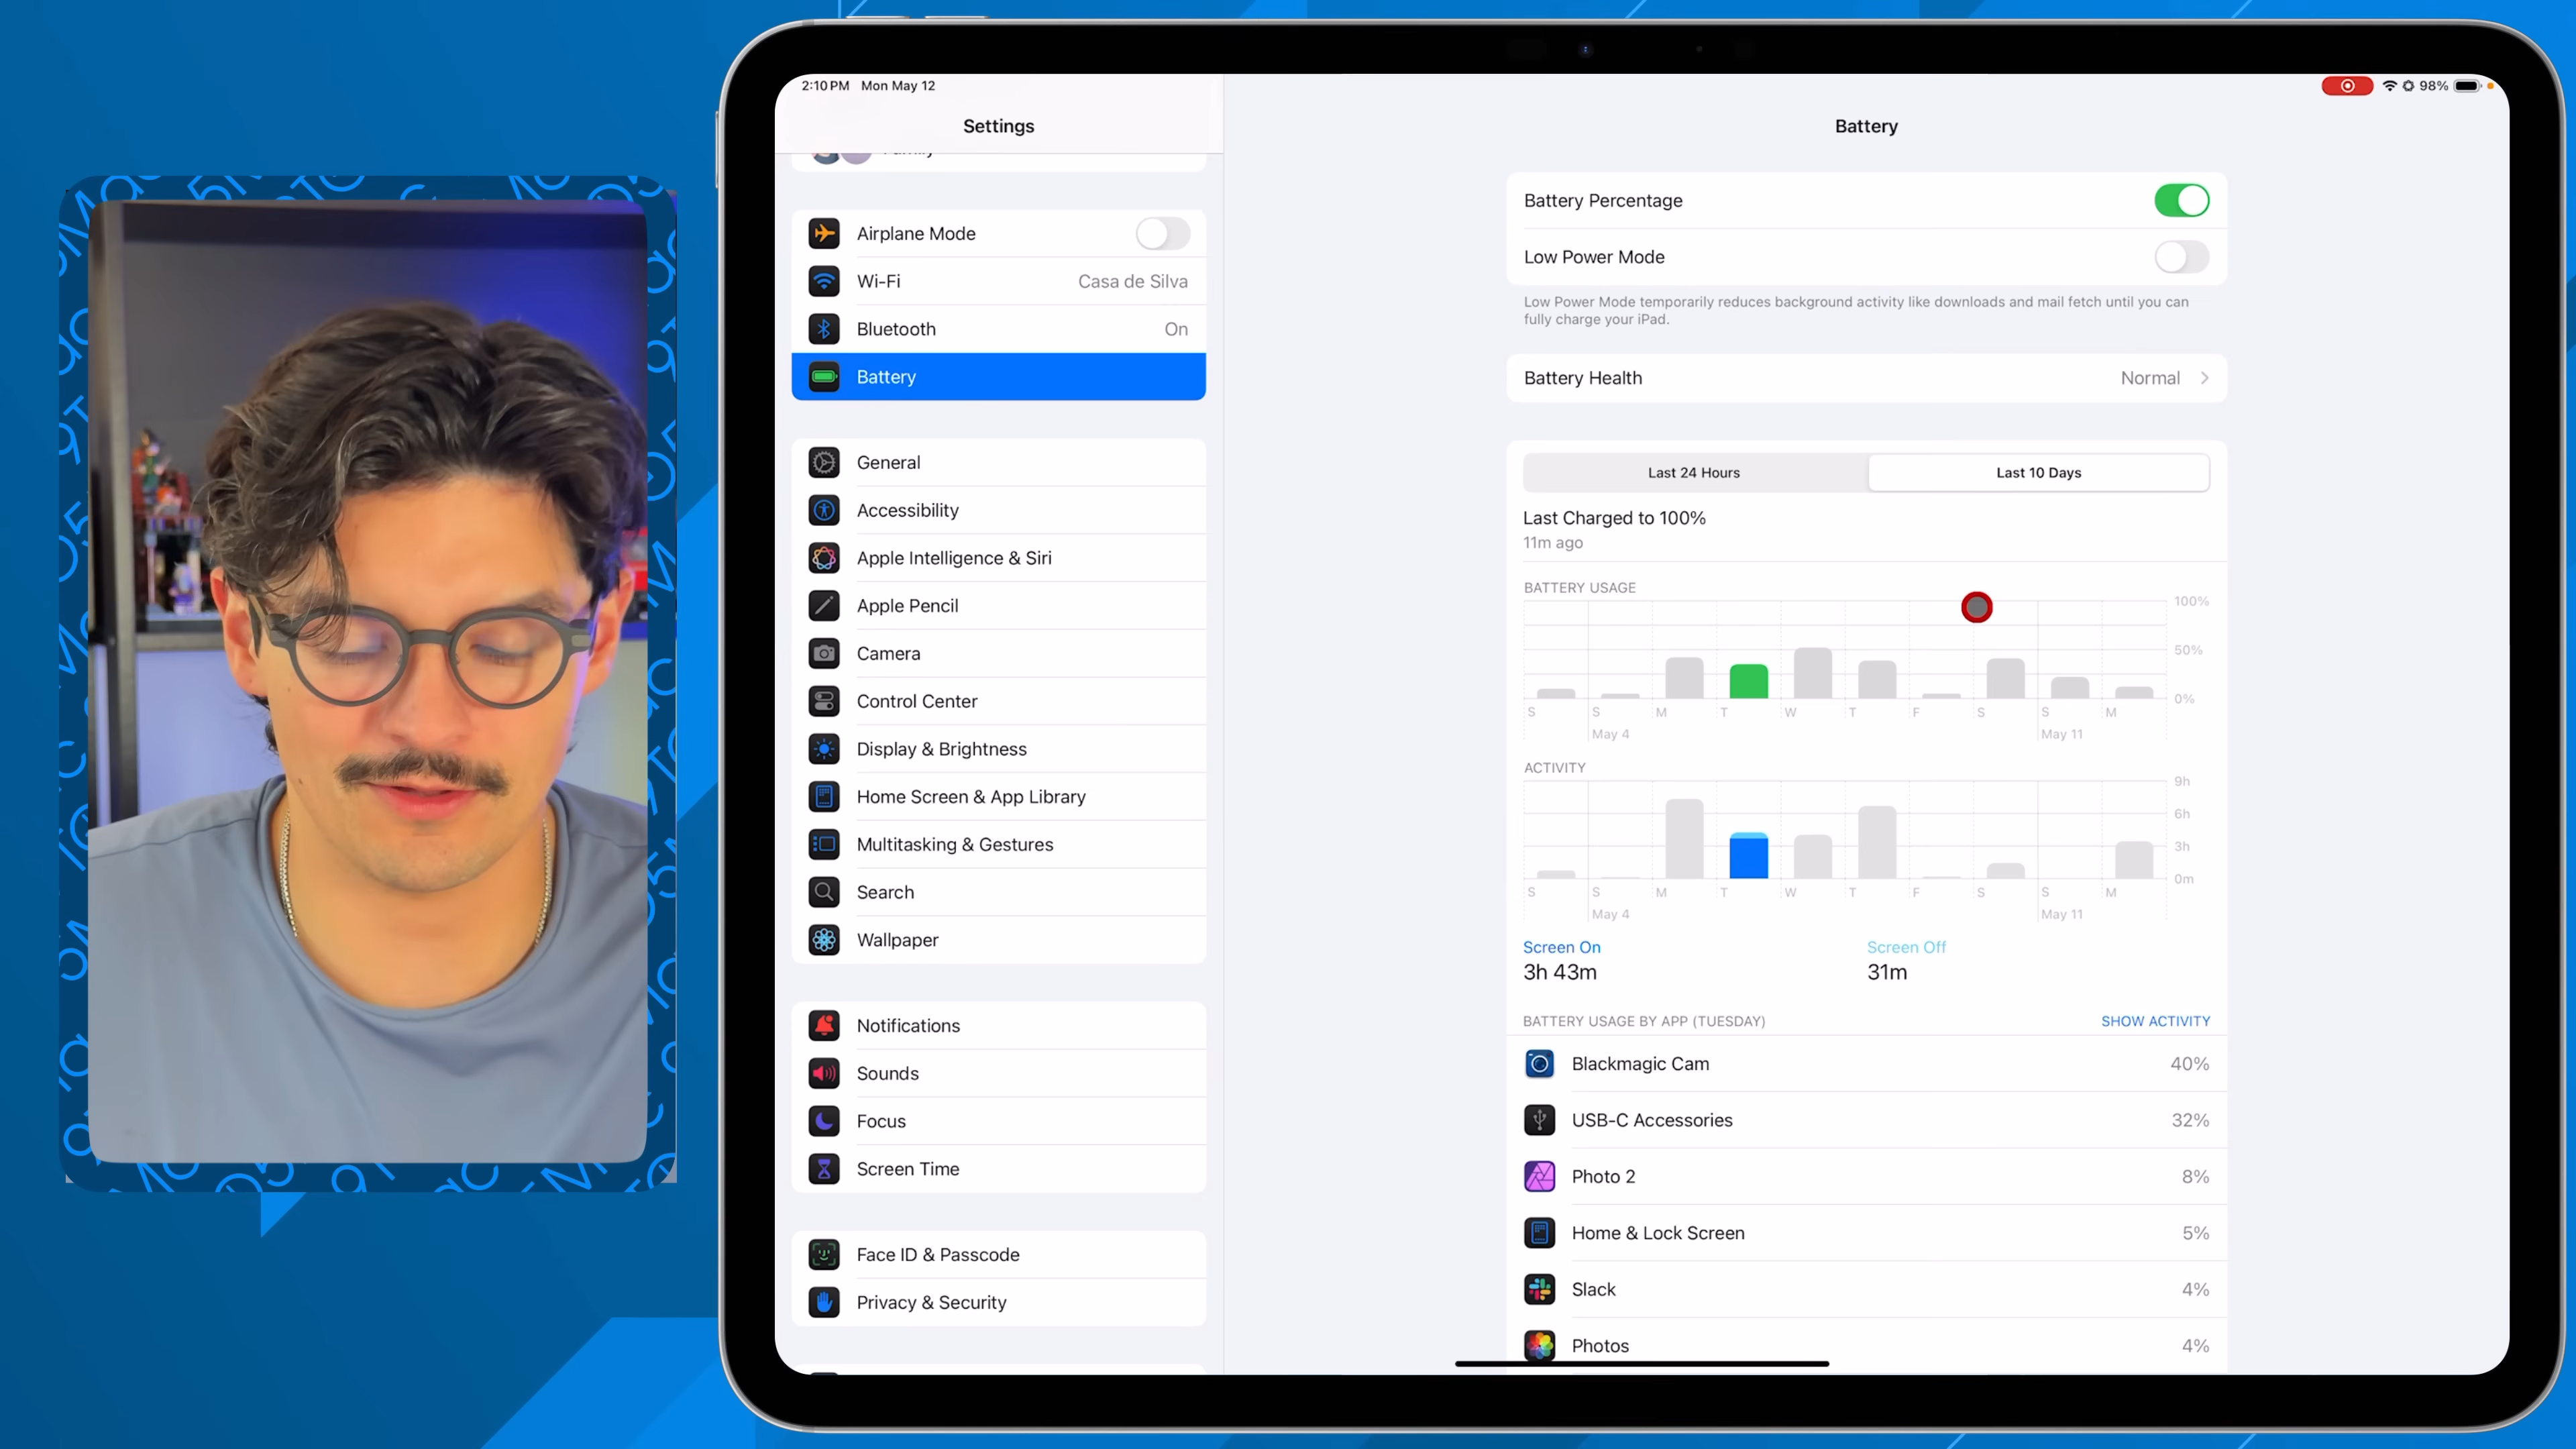 2:10 PM Mon May 12
98%
Settings
Family
Airplane Mode
Wi-Fi Casa de Silva
Bluetooth On
Battery
General
Accessibility
Apple Intelligence & Siri
Apple Pencil
Camera
Control Center
Display & Brightness
Home Screen & App Library
Multitasking & Gestures
Search
Wallpaper
Notifications
Sounds
Focus
Screen Time
Face ID & Passcode
Privacy & Security
Battery
Battery Percentage
Low Power Mode
Low Power Mode temporarily reduces background activity like downloads and mail fetch until you can
fully charge your iPad.
Battery Health Normal
Last 24 Hours Last 10 Days
Last Charged to 100%
11m ago
BATTERY USAGE
100%
50%
0%
S S M T W T F S S M
May 4 May 11
ACTIVITY
9h
6h
3h
0m
S S M T W T F S S M
May 4 May 11
Screen On Screen Off
3h 43m 31m
BATTERY USAGE BY APP (TUESDAY) SHOW ACTIVITY
Blackmagic Cam 40%
USB-C Accessories 32%
Photo 2 8%
Home & Lock Screen 5%
Slack 4%
Photos 4%